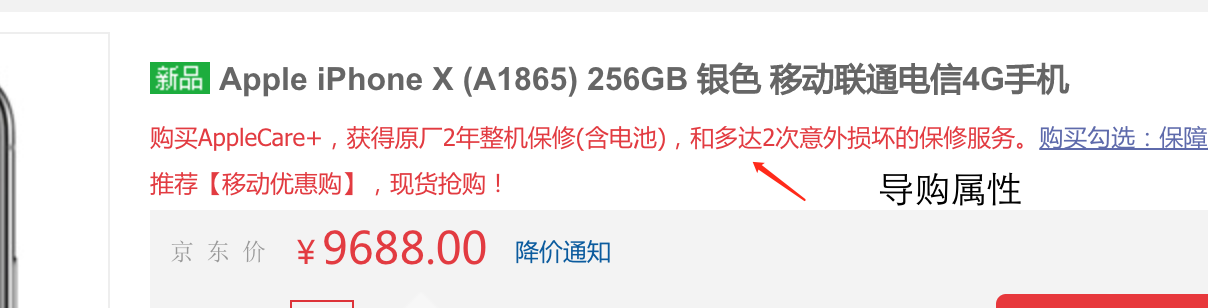 新品 Apple iPhone X (A1865) 256GB 银色 移动联通电信4G手机
购买AppleCare+，获得原厂2年整机保修(含电池)，和多达2次意外损坏的保修服务。购买勾选：保障
推荐【移动优惠购】，现货抢购！
导购属性
京 东 价 ￥9688.00 降价通知